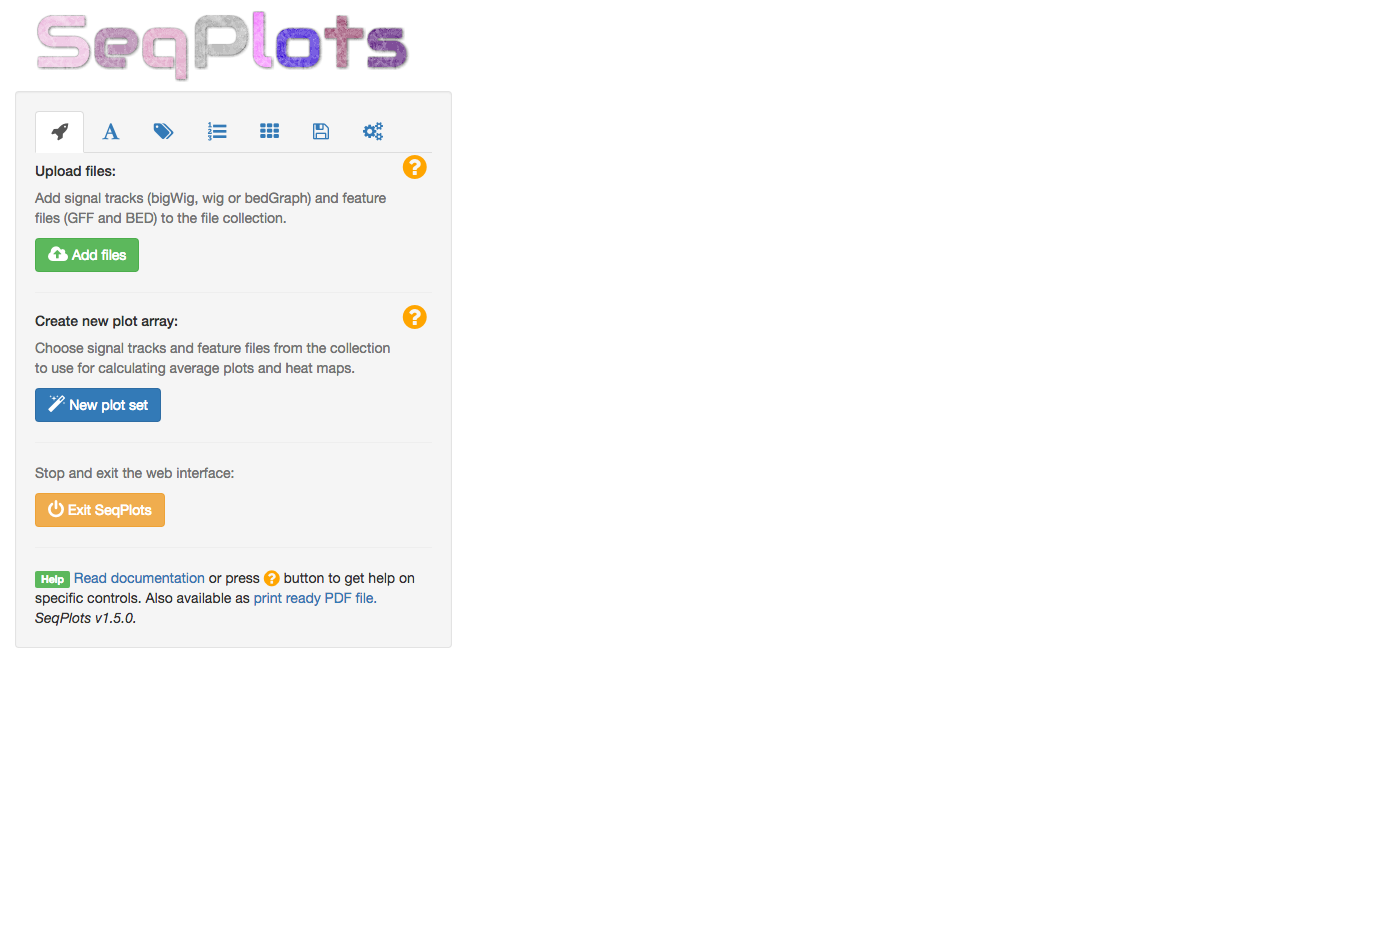 SeqPlots
Upload files:
Add signal tracks (bigWig, wig or bedGraph) and feature
files (GFF and BED) to the file collection.
Add files
Create new plot array:
Choose signal tracks and feature files from the collection
to use for calculating average plots and heat maps.
New plot set
Stop and exit the web interface:
Exit SeqPlots
Help Read documentation or press ? button to get help on
specific controls. Also available as print ready PDF file.
SeqPlots v1.5.0.